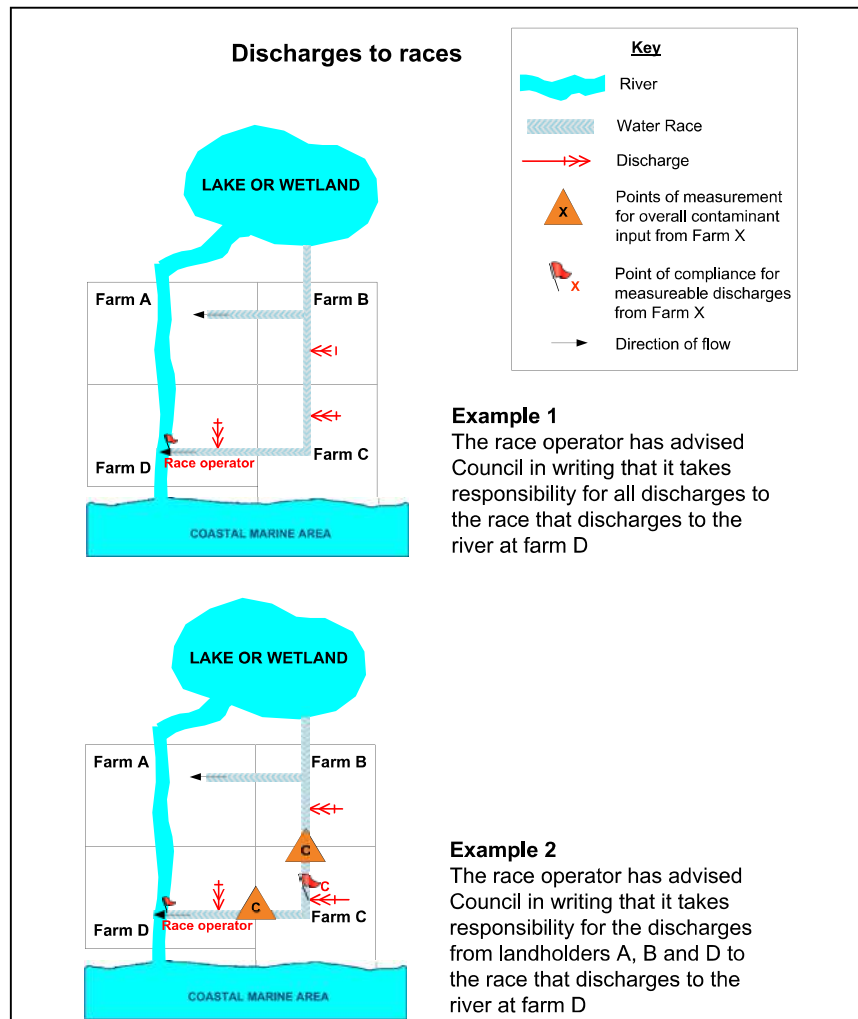 Discharges to races
Key
River
Water Race
Discharge
X
Points of measurement
for overall contaminant
input from Farm X
X
Point of compliance for
measureable discharges
from Farm X
Direction of flow
LAKE OR WETLAND
Farm A
Farm B
Farm D
Race operator
Farm C
COASTAL MARINE AREA
Example 1
The race operator has advised
Council in writing that it takes
responsibility for all discharges to
the race that discharges to the
river at farm D
LAKE OR WETLAND
Farm A
Farm B
C
C
C
Farm D
Race operator
Farm C
COASTAL MARINE AREA
Example 2
The race operator has advised
Council in writing that it takes
responsibility for the discharges
from landholders A, B and D to
the race that discharges to the
river at farm D